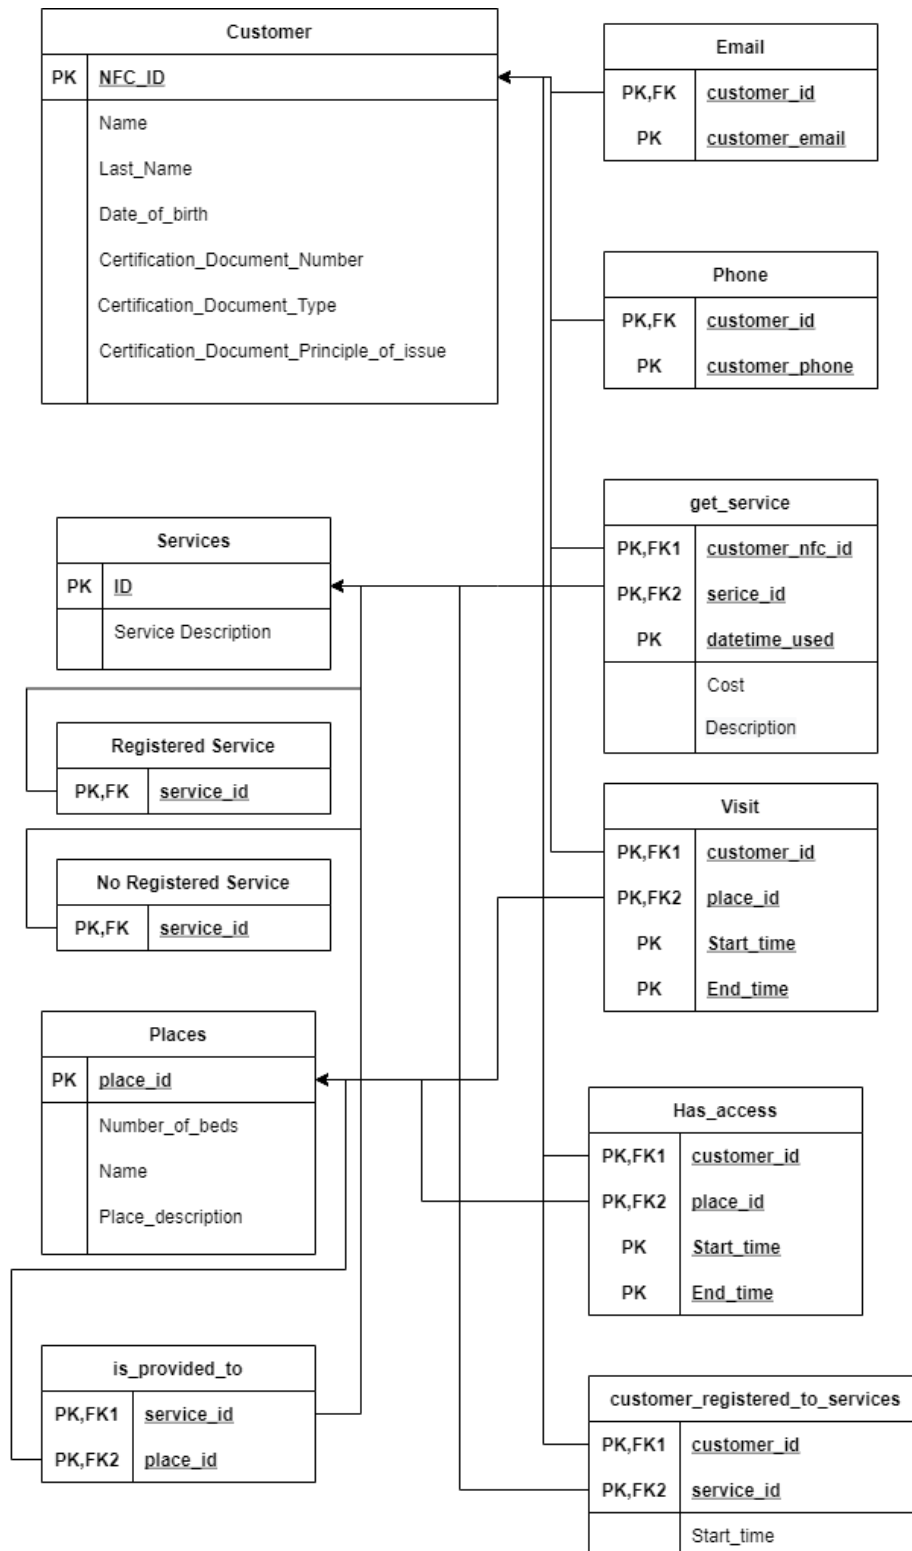 Customer
PK NFC_ID
Name
Last_Name
Date_of_birth
Certification_Document_Number
Certification_Document_Type
Certification_Document_Principle_of_issue
Email
PK,FK customer_id
PK customer_email
Phone
PK,FK customer_id
PK customer_phone
Services
PK ID
Service Description
get_service
PK,FK1 customer_nfc_id
PK,FK2 serice_id
PK datetime_used
Cost
Description
Registered Service
PK,FK service_id
No Registered Service
PK,FK service_id
Visit
PK,FK1 customer_id
PK,FK2 place_id
PK Start_time
PK End_time
Places
PK place_id
Number_of_beds
Name
Place_description
Has_access
PK,FK1 customer_id
PK,FK2 place_id
PK Start_time
PK End_time
is_provided_to
PK,FK1 service_id
PK,FK2 place_id
customer_registered_to_services
PK,FK1 customer_id
PK,FK2 service_id
Start_time